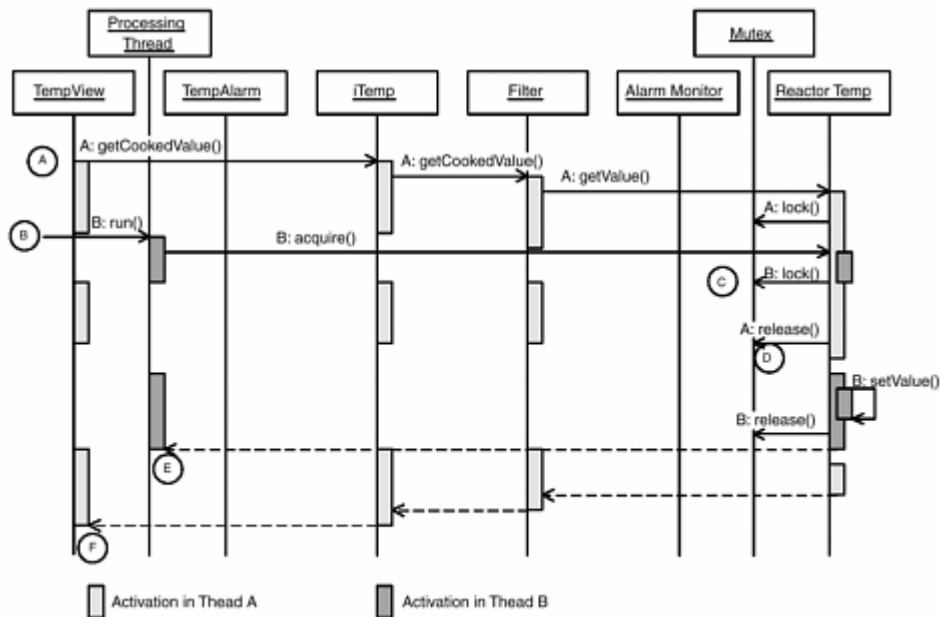 Processing
Thread
Mutex
TempView
TempAlarm
iTemp
Filter
Alarm Monitor
Reactor Temp
A
A: getCookedValue()
A: getCookedValue()
A: getValue()
A: lock()
B
B: run()
B: acquire()
C
B: lock()
A: release()
D
B: setValue()
B: release()
E
F
Activation in Thead A
Activation in Thead B